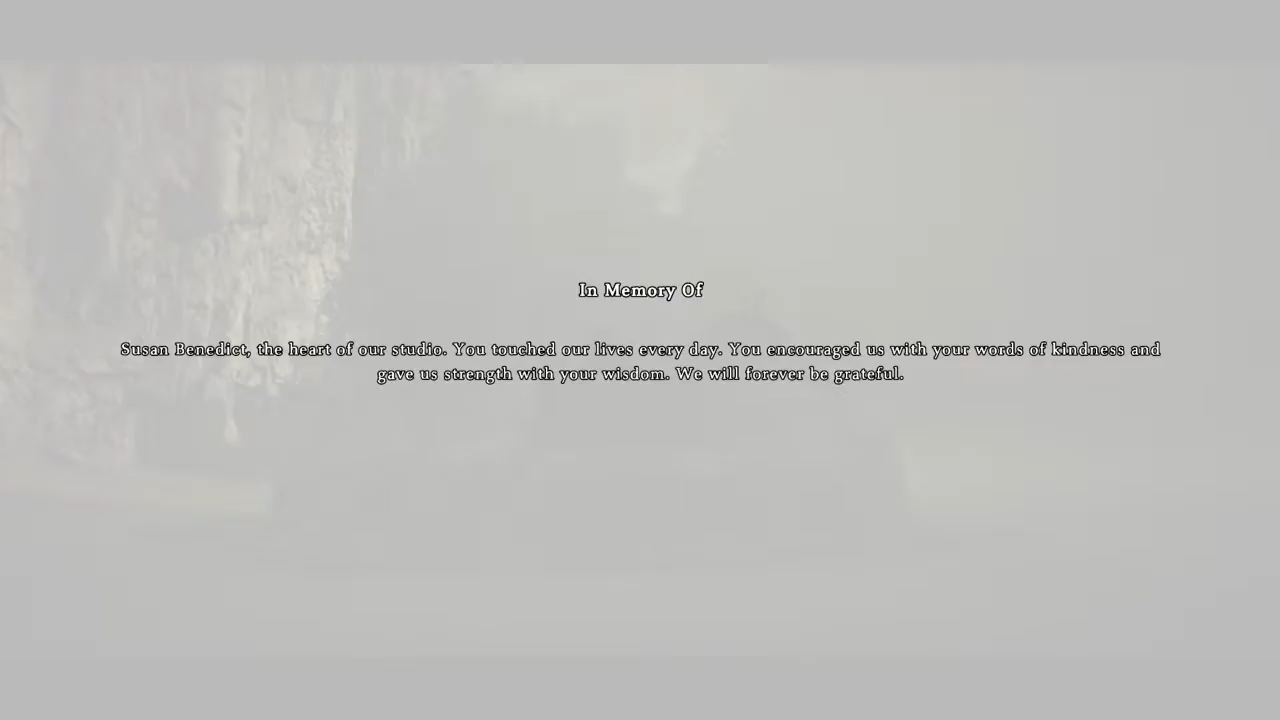 In Memory Of
Susan Benedict, the heart of our studio. You touched our lives every day. You encouraged us with your words of kindness and
gave us strength with your wisdom. We will forever be grateful.